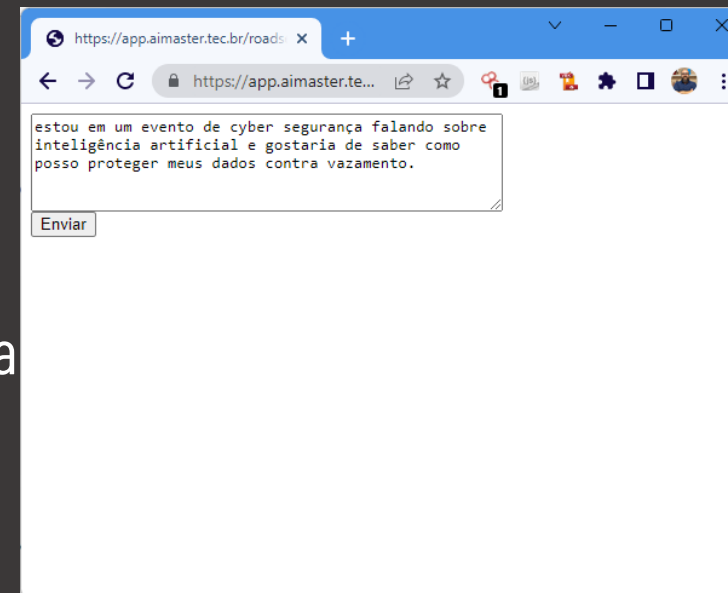 https://app.aimaster.tec.br/roads
https://app.aimaster.te...
1
estou em um evento de cyber segurança falando sobre
inteligência artificial e gostaria de saber como
posso proteger meus dados contra vazamento.
Enviar
a